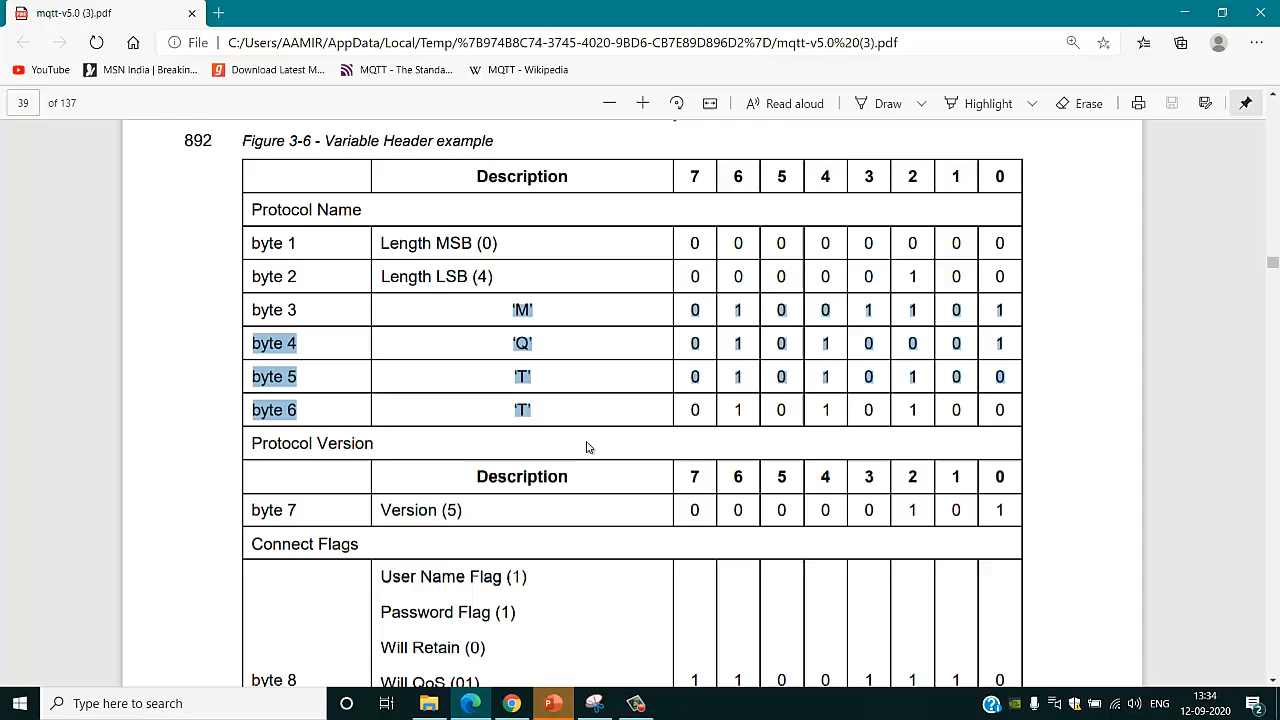 mqtt-v5.0 (3).pdf
File C:/Users/AAMIR/AppData/Local/Temp/%7B974B8C74-3745-4020-9BD6-CB7E89D896D2%7D/mqtt-v5.0%20(3).pdf
YouTube MSN India | Breakin... Download Latest M... MQTT - The Standa... MQTT - Wikipedia
39 of 137 Read aloud Draw Highlight Erase
892 Figure 3-6 - Variable Header example
Description 7 6 5 4 3 2 1 0
Protocol Name
byte 1 Length MSB (0) 0 0 0 0 0 0 0 0
byte 2 Length LSB (4) 0 0 0 0 0 1 0 0
byte 3 ‘M’ 0 1 0 0 1 1 0 1
byte 4 ‘Q’ 0 1 0 1 0 0 0 1
byte 5 ‘T’ 0 1 0 1 0 1 0 0
byte 6 ‘T’ 0 1 0 1 0 1 0 0
Protocol Version
Description 7 6 5 4 3 2 1 0
byte 7 Version (5) 0 0 0 0 0 1 0 1
Connect Flags
User Name Flag (1)
Password Flag (1)
Will Retain (0)
Will QoS (01)
byte 8 1 1 0 0 1 1 1 0
Type here to search
ENG
13:34
12-09-2020
2